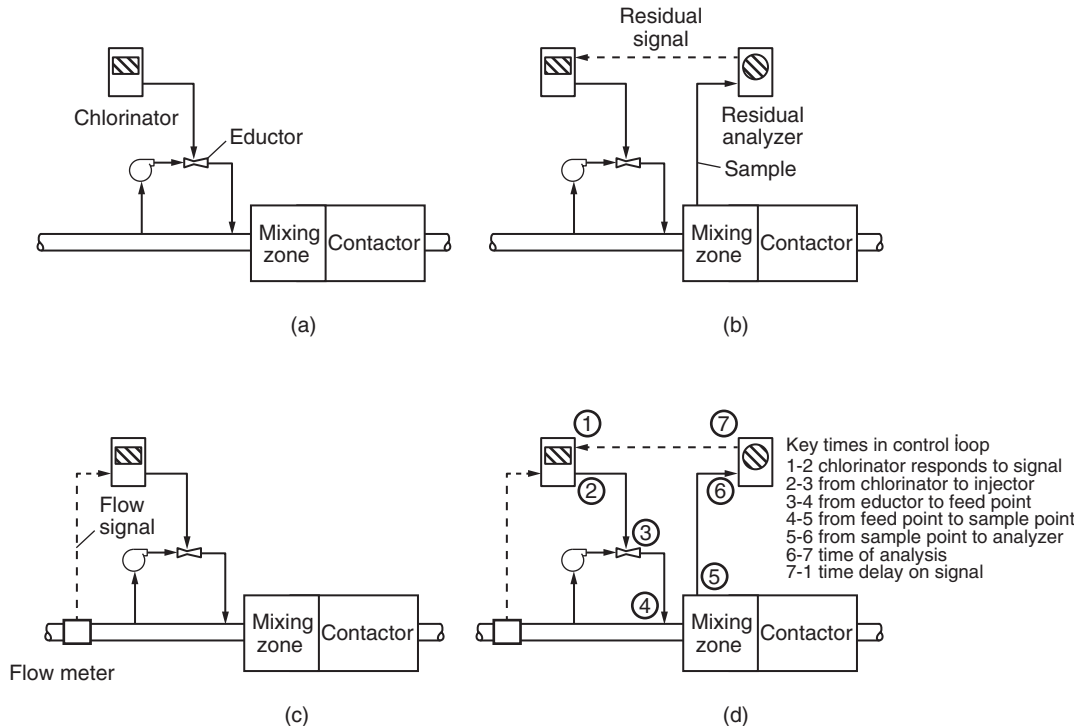 Chlorinator
Eductor
Mixing
zone
Contactor
(a)
Residual
signal
Residual
analyzer
Sample
Mixing
zone
Contactor
(b)
Flow
signal
Mixing
zone
Contactor
Flow meter
(c)
1
7
2
6
3
5
4
Mixing
zone
Contactor
Key times in control loop
1-2 chlorinator responds to signal
2-3 from chlorinator to injector
3-4 from eductor to feed point
4-5 from feed point to sample point
5-6 from sample point to analyzer
6-7 time of analysis
7-1 time delay on signal
(d)